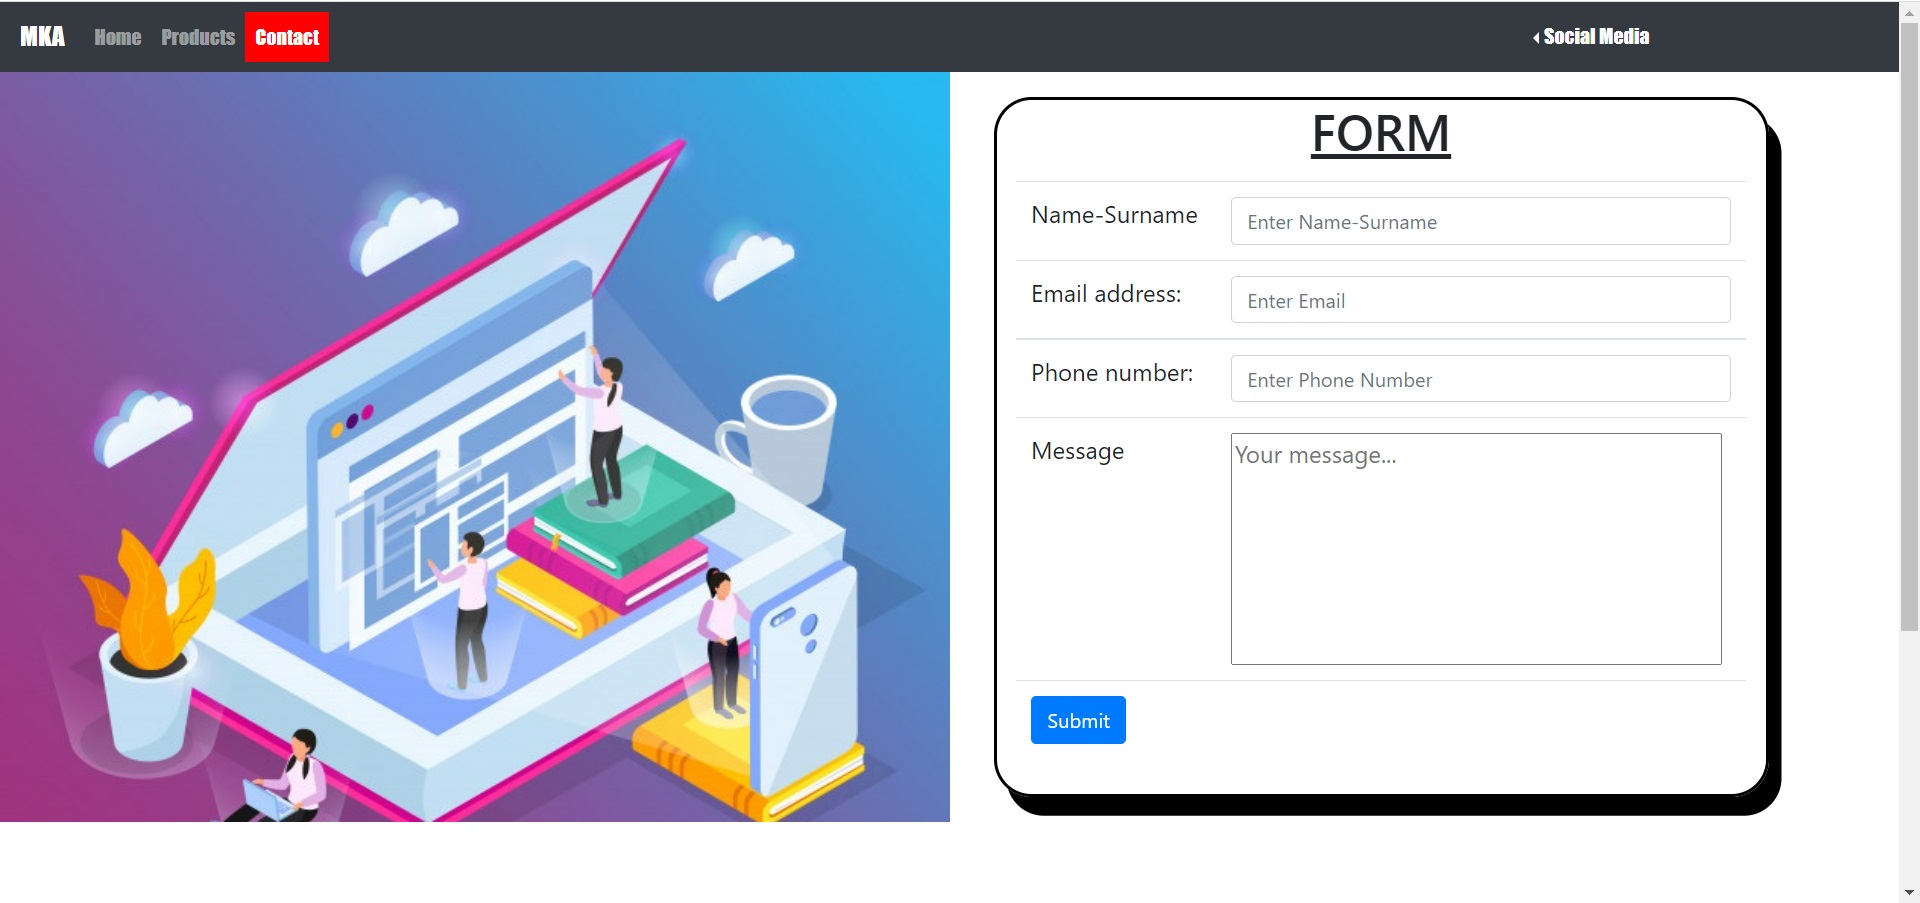 MKA Home Products Contact Social Media
FORM
Name-Surname Enter Name-Surname
Email address: Enter Email
Phone number: Enter Phone Number
Message Your message...
Submit